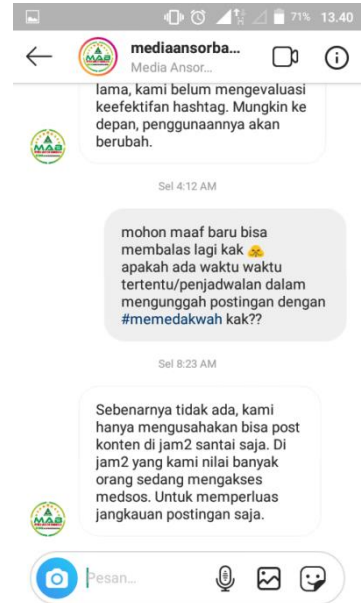 71% 13.40
mediaansorba...
Media Ansor...
lama, kami belum mengevaluasi
keefektifan hashtag. Mungkin ke
depan, penggunaannya akan
berubah.
MAB
Sel 4:12 AM
mohon maaf baru bisa
membalas lagi kak 🙊
apakah ada waktu waktu
tertentu/penjadwalan dalam
mengunggah postingan dengan
#memedakwah kak??
Sel 8:23 AM
Sebenarnya tidak ada, kami
hanya mengusahakan bisa post
konten di jam2 santai saja. Di
jam2 yang kami nilai banyak
orang sedang mengakses
medsos. Untuk memperluas
jangkauan postingan saja.
MAB
Pesan...